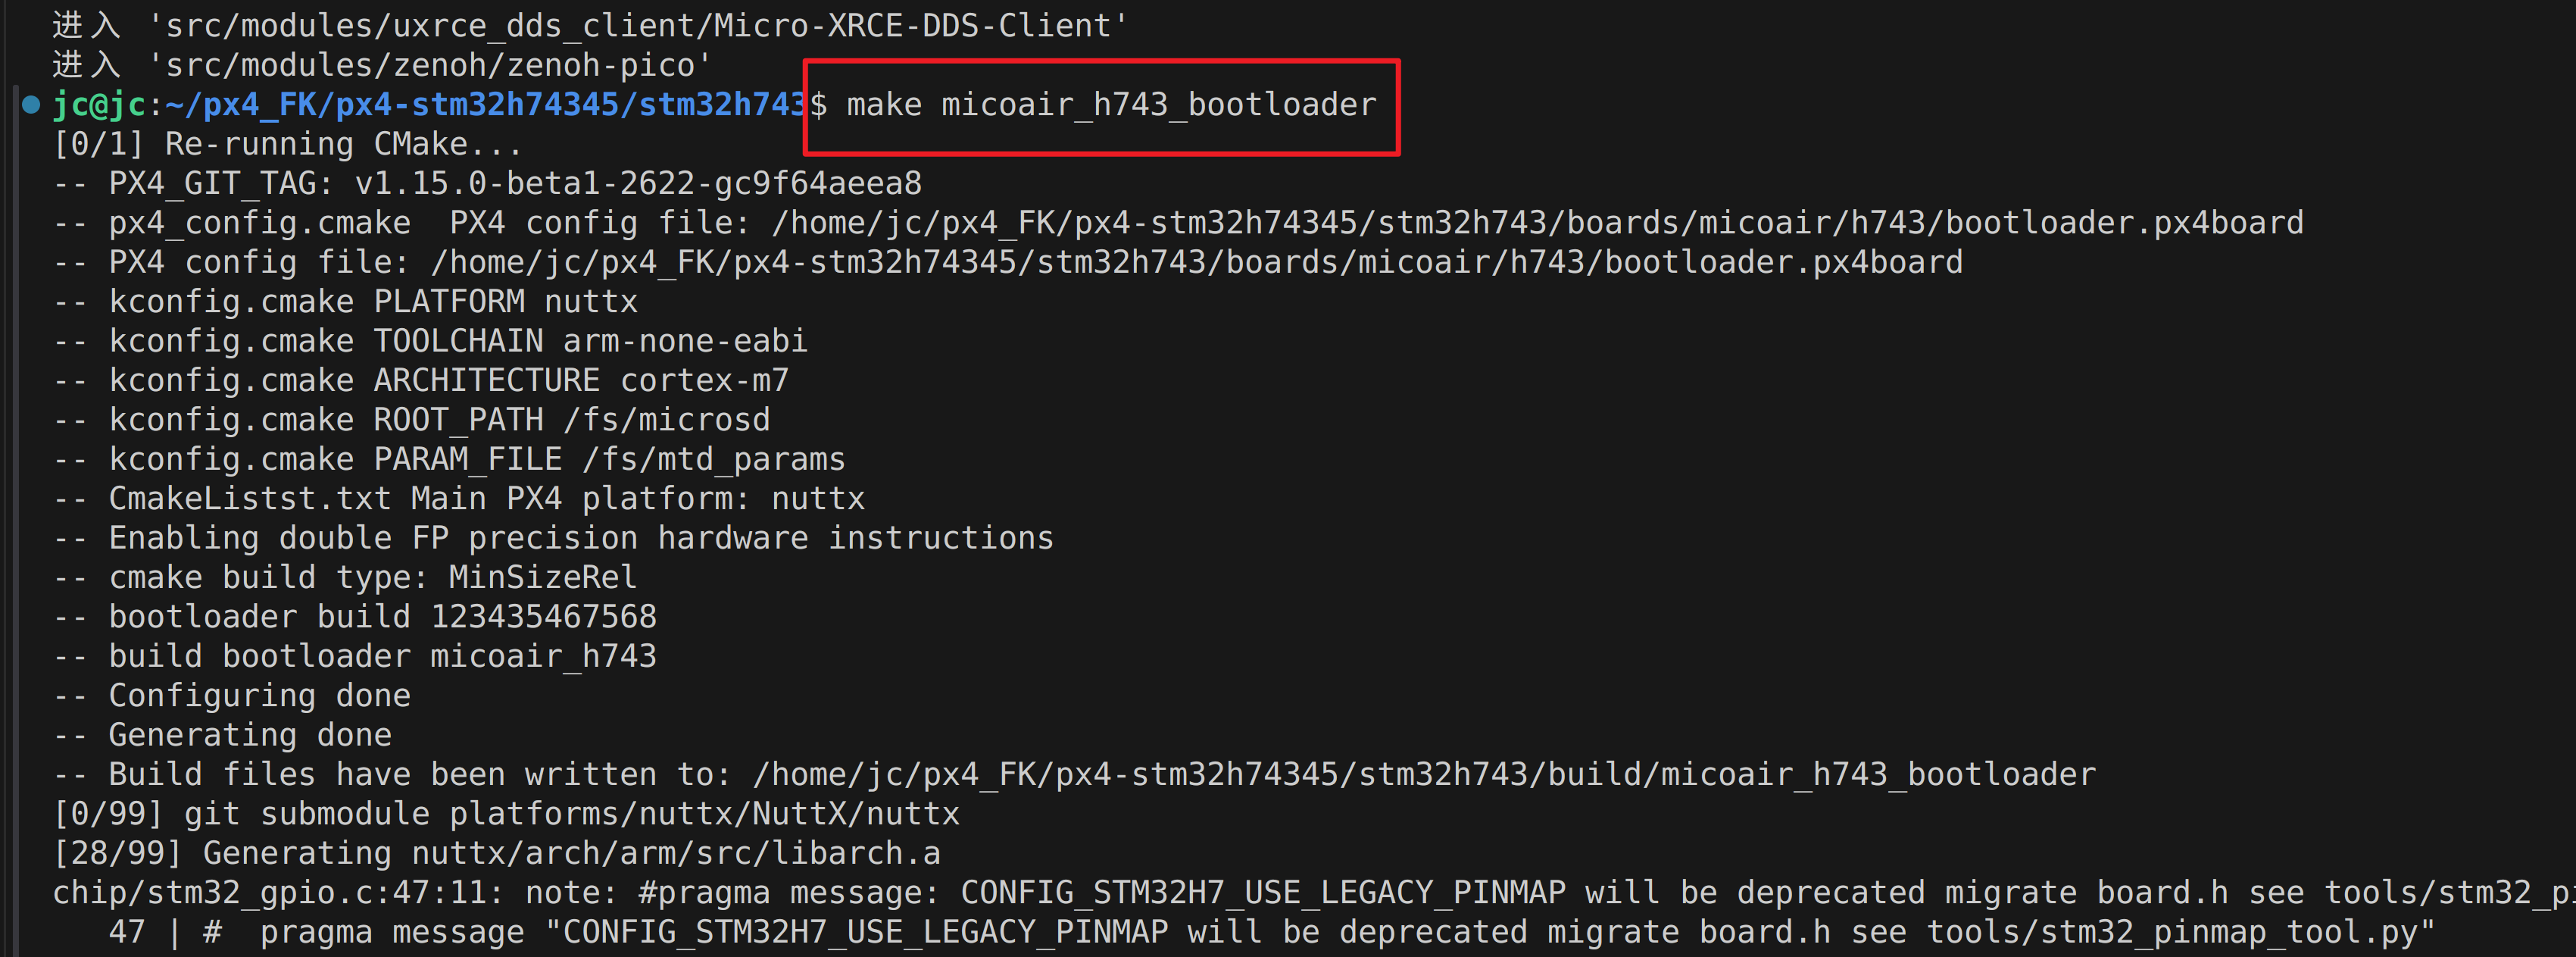 进入 'src/modules/uxrce_dds_client/Micro-XRCE-DDS-Client'
进入 'src/modules/zenoh/zenoh-pico'
jc@jc:~/px4_FK/px4-stm32h74345/stm32h743$ make micoair_h743_bootloader
[0/1] Re-running CMake...
-- PX4_GIT_TAG: v1.15.0-beta1-2622-gc9f64aeea8
-- px4_config.cmake  PX4 config file: /home/jc/px4_FK/px4-stm32h74345/stm32h743/boards/micoair/h743/bootloader.px4board
-- PX4 config file: /home/jc/px4_FK/px4-stm32h74345/stm32h743/boards/micoair/h743/bootloader.px4board
-- kconfig.cmake PLATFORM nuttx
-- kconfig.cmake TOOLCHAIN arm-none-eabi
-- kconfig.cmake ARCHITECTURE cortex-m7
-- kconfig.cmake ROOT_PATH /fs/microsd
-- kconfig.cmake PARAM_FILE /fs/mtd_params
-- CmakeListst.txt Main PX4 platform: nuttx
-- Enabling double FP precision hardware instructions
-- cmake build type: MinSizeRel
-- bootloader build 123435467568
-- build bootloader micoair_h743
-- Configuring done
-- Generating done
-- Build files have been written to: /home/jc/px4_FK/px4-stm32h74345/stm32h743/build/micoair_h743_bootloader
[0/99] git submodule platforms/nuttx/NuttX/nuttx
[28/99] Generating nuttx/arch/arm/src/libarch.a
chip/stm32_gpio.c:47:11: note: #pragma message: CONFIG_STM32H7_USE_LEGACY_PINMAP will be deprecated migrate board.h see tools/stm32_pi
   47 | #  pragma message "CONFIG_STM32H7_USE_LEGACY_PINMAP will be deprecated migrate board.h see tools/stm32_pinmap_tool.py"